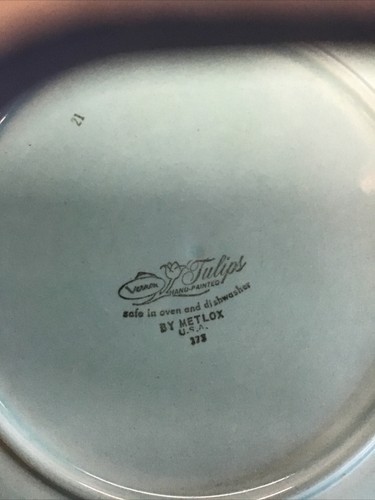 21
Vernon Tulips
HAND-PAINTED
safe in oven and dishwasher
BY METLOX
U.S.A.
373